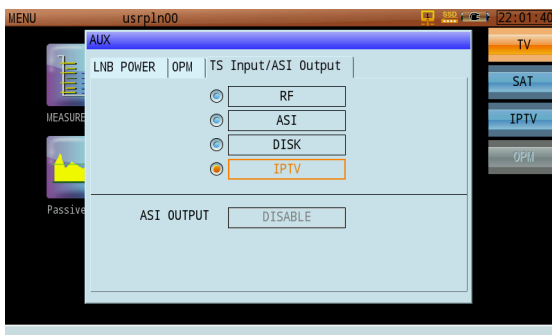 MENU usrpln00 SSD 22:01:40
AUX
TV
LNB POWER OPM TS Input/ASI Output
SAT
RF
ASI
IPTV
MEASURE
DISK
IPTV
OPM
Passive
ASI OUTPUT DISABLE